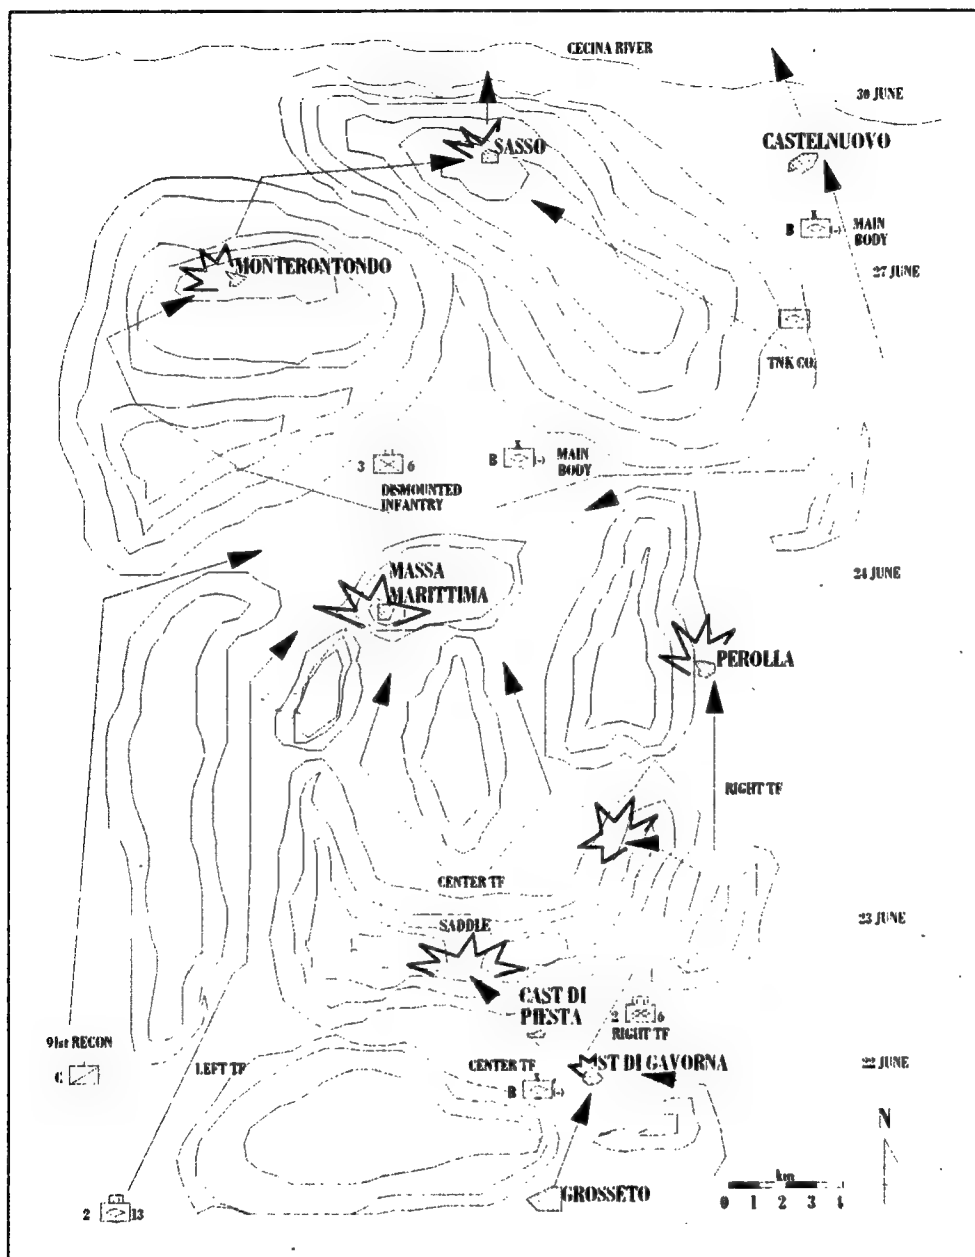 CECINA RIVER
30 JUNE
SASSO
CASTELNUOVO
X
B (-)
MAIN
BODY
MONTERONTONDO
27 JUNE
TNK CO
3 6
DISMOUNTED
INFANTRY
X
B (-)
MAIN
BODY
MASSA
MARITTIMA
24 JUNE
PEROLLA
RIGHT TF
CENTER TF
SADDLE
23 JUNE
CAST DI
PIESTA
2 6
RIGHT TF
91st RECON
C
LEFT TF
CENTER TF
X
B (-)
ST DI GAVORNA
22 JUNE
N
GROSSETO
km
0 1 2 3 4
2 13